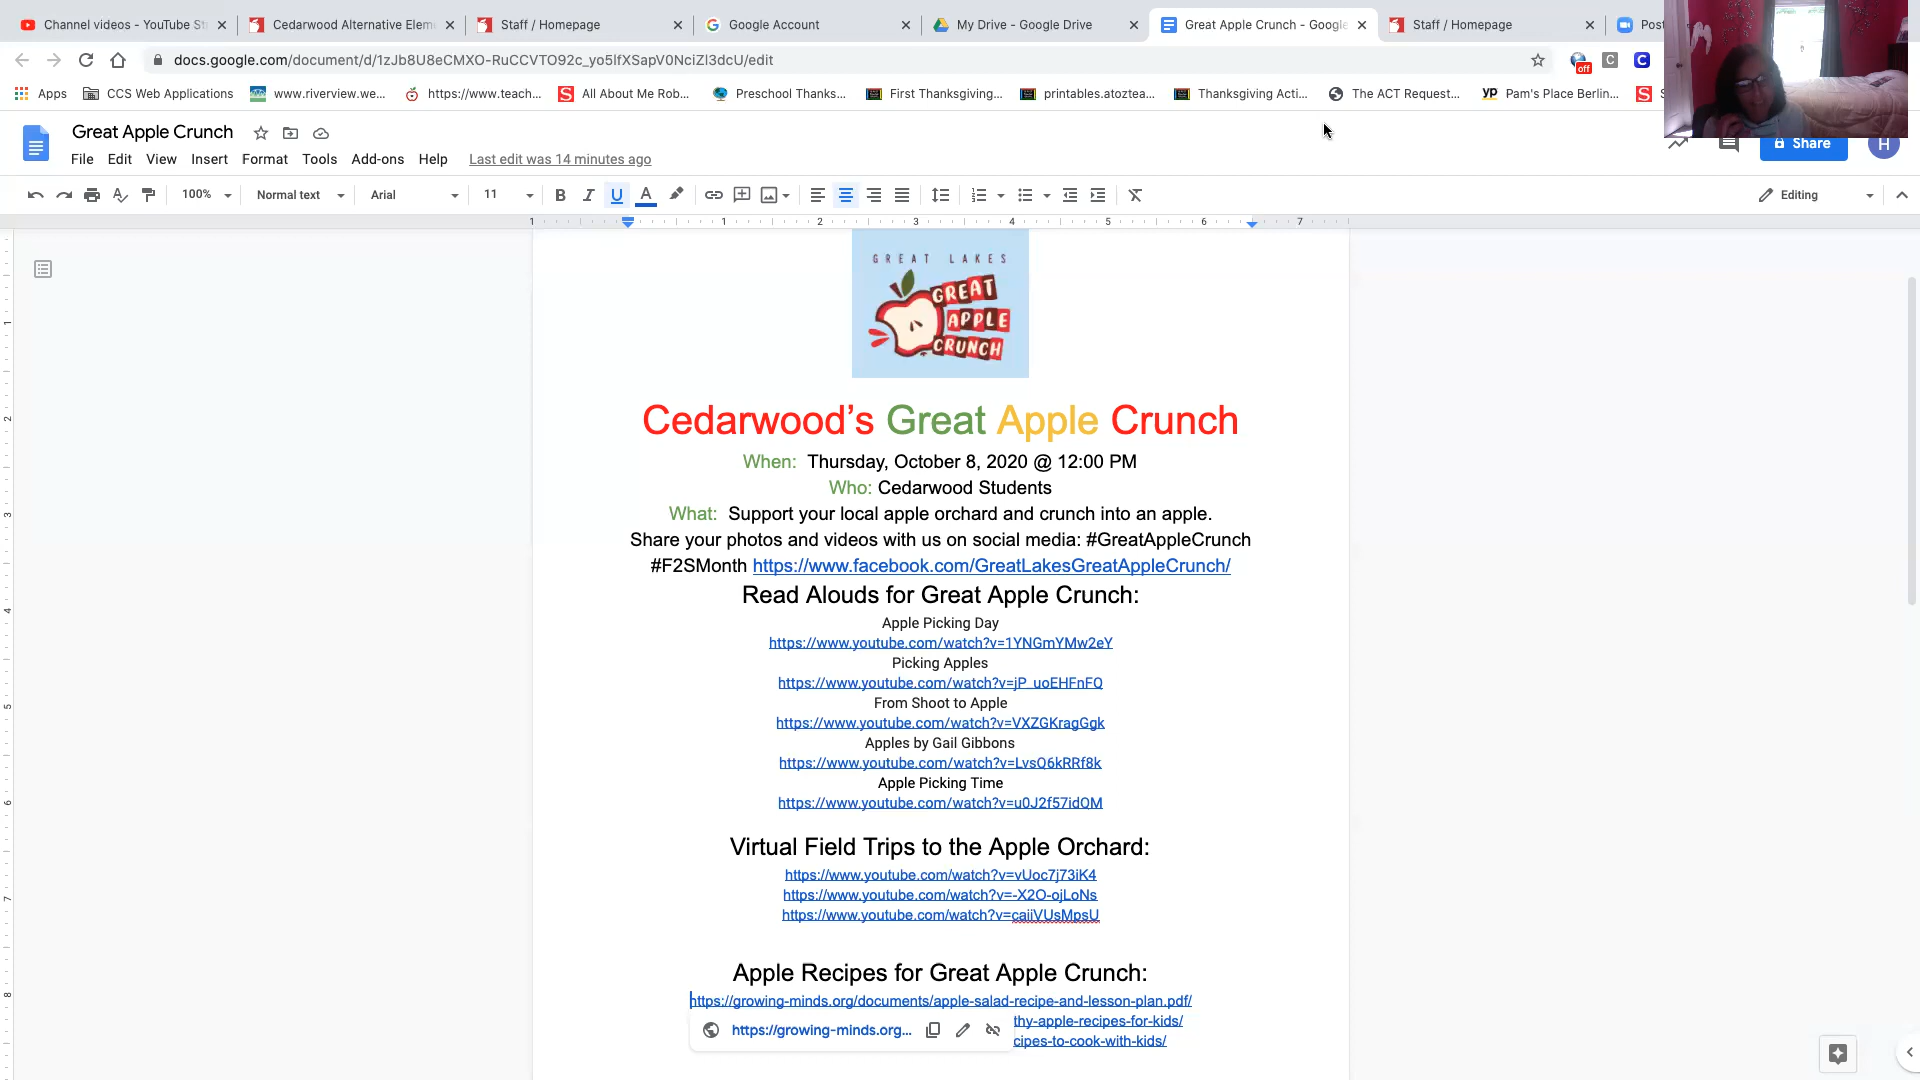 Channel videos - YouTube St
Cedarwood Alternative Elem
Staff / Homepage
Google Account
My Drive - Google Drive
Great Apple Crunch - Google
Staff / Homepage
Post
docs.google.com/document/d/1zJb8U8eCMXO-RuCCVTO92c_yo5lfXSapV0NciZl3dcU/edit
off
Apps
CCS Web Applications
www.riverview.we...
https://www.teach...
All About Me Rob...
Preschool Thanks...
First Thanksgiving...
printables.atoztea...
Thanksgiving Acti...
The ACT Request...
Pam's Place Berlin...
Great Apple Crunch
File Edit View Insert Format Tools Add-ons Help Last edit was 14 minutes ago
Share
H
100% Normal text Arial 11 B I U A Editing
1 1 2 3 4 5 6 7
GREAT LAKES
GREAT
APPLE
CRUNCH
Cedarwood's Great Apple Crunch
When: Thursday, October 8, 2020 @ 12:00 PM
Who: Cedarwood Students
What: Support your local apple orchard and crunch into an apple.
Share your photos and videos with us on social media: #GreatAppleCrunch
#F2SMonth https://www.facebook.com/GreatLakesGreatAppleCrunch/
Read Alouds for Great Apple Crunch:
Apple Picking Day
https://www.youtube.com/watch?v=1YNGmYMw2eY
Picking Apples
https://www.youtube.com/watch?v=jP_uoEHFnFQ
From Shoot to Apple
https://www.youtube.com/watch?v=VXZGKragGgk
Apples by Gail Gibbons
https://www.youtube.com/watch?v=LvsQ6kRRf8k
Apple Picking Time
https://www.youtube.com/watch?v=u0J2f57idQM
Virtual Field Trips to the Apple Orchard:
https://www.youtube.com/watch?v=vUoc7j73iK4
https://www.youtube.com/watch?v=-X2O-ojLoNs
https://www.youtube.com/watch?v=caiiVUsMpsU
Apple Recipes for Great Apple Crunch:
https://growing-minds.org/documents/apple-salad-recipe-and-lesson-plan.pdf/
thy-apple-recipes-for-kids/
https://growing-minds.org...
cipes-to-cook-with-kids/